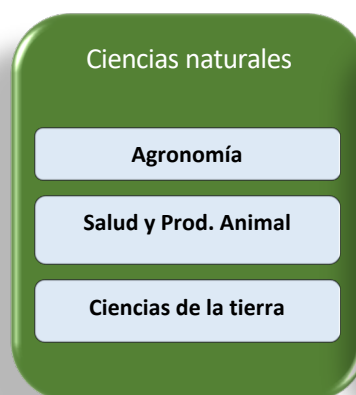 Ciencias naturales
Agronomía
Salud y Prod. Animal
Ciencias de la tierra